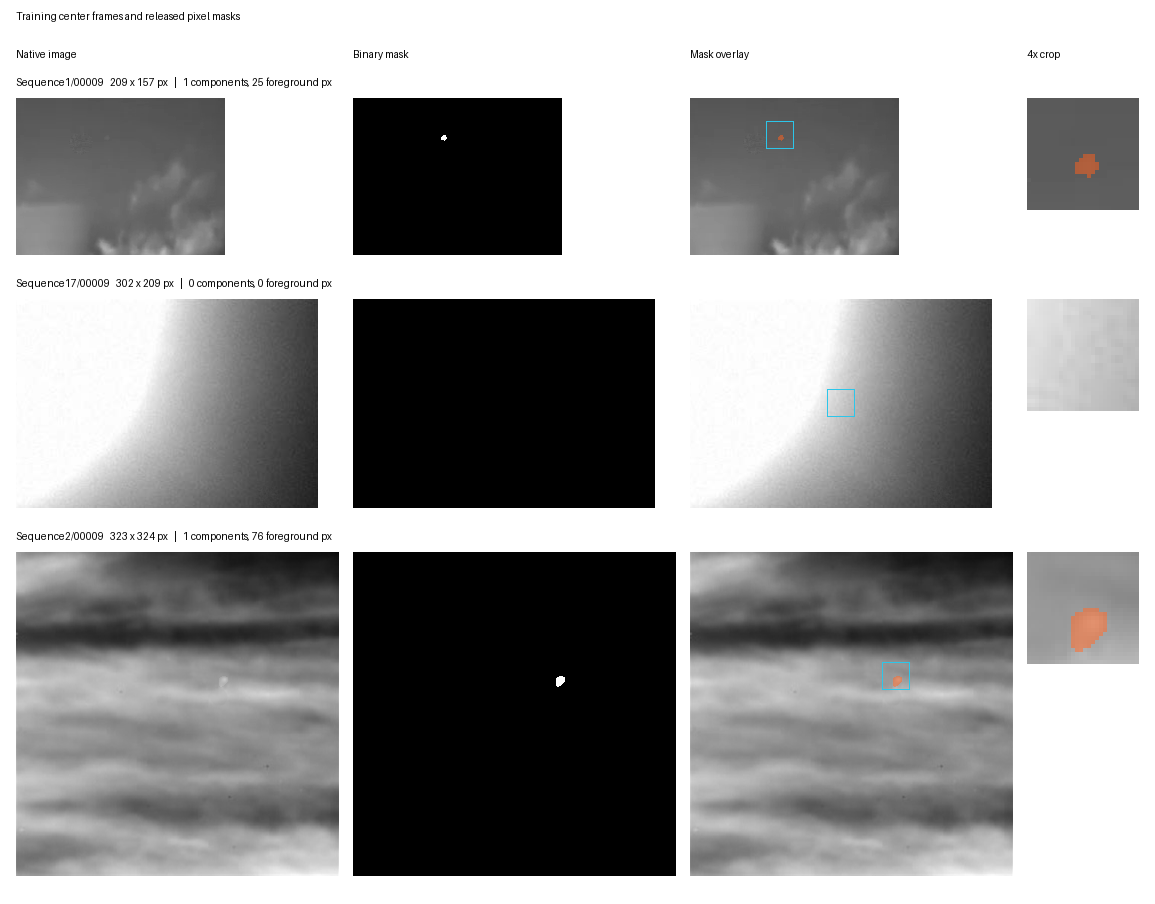 Training center frames and released pixel masks
Native image Binary mask Mask overlay 4x crop
Sequence1/00009 209 x 157 px | 1 components, 25 foreground px
Sequence17/00009 302 x 209 px | 0 components, 0 foreground px
Sequence2/00009 323 x 324 px | 1 components, 76 foreground px